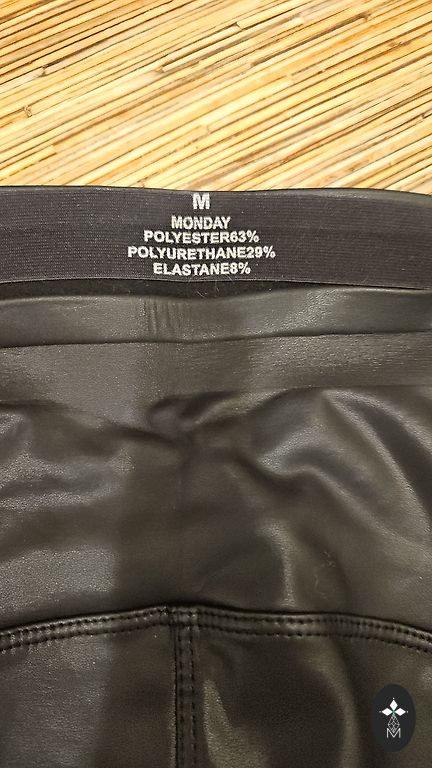 M
MONDAY
POLYESTER63%
POLYURETHANE29%
ELASTANE8%
M